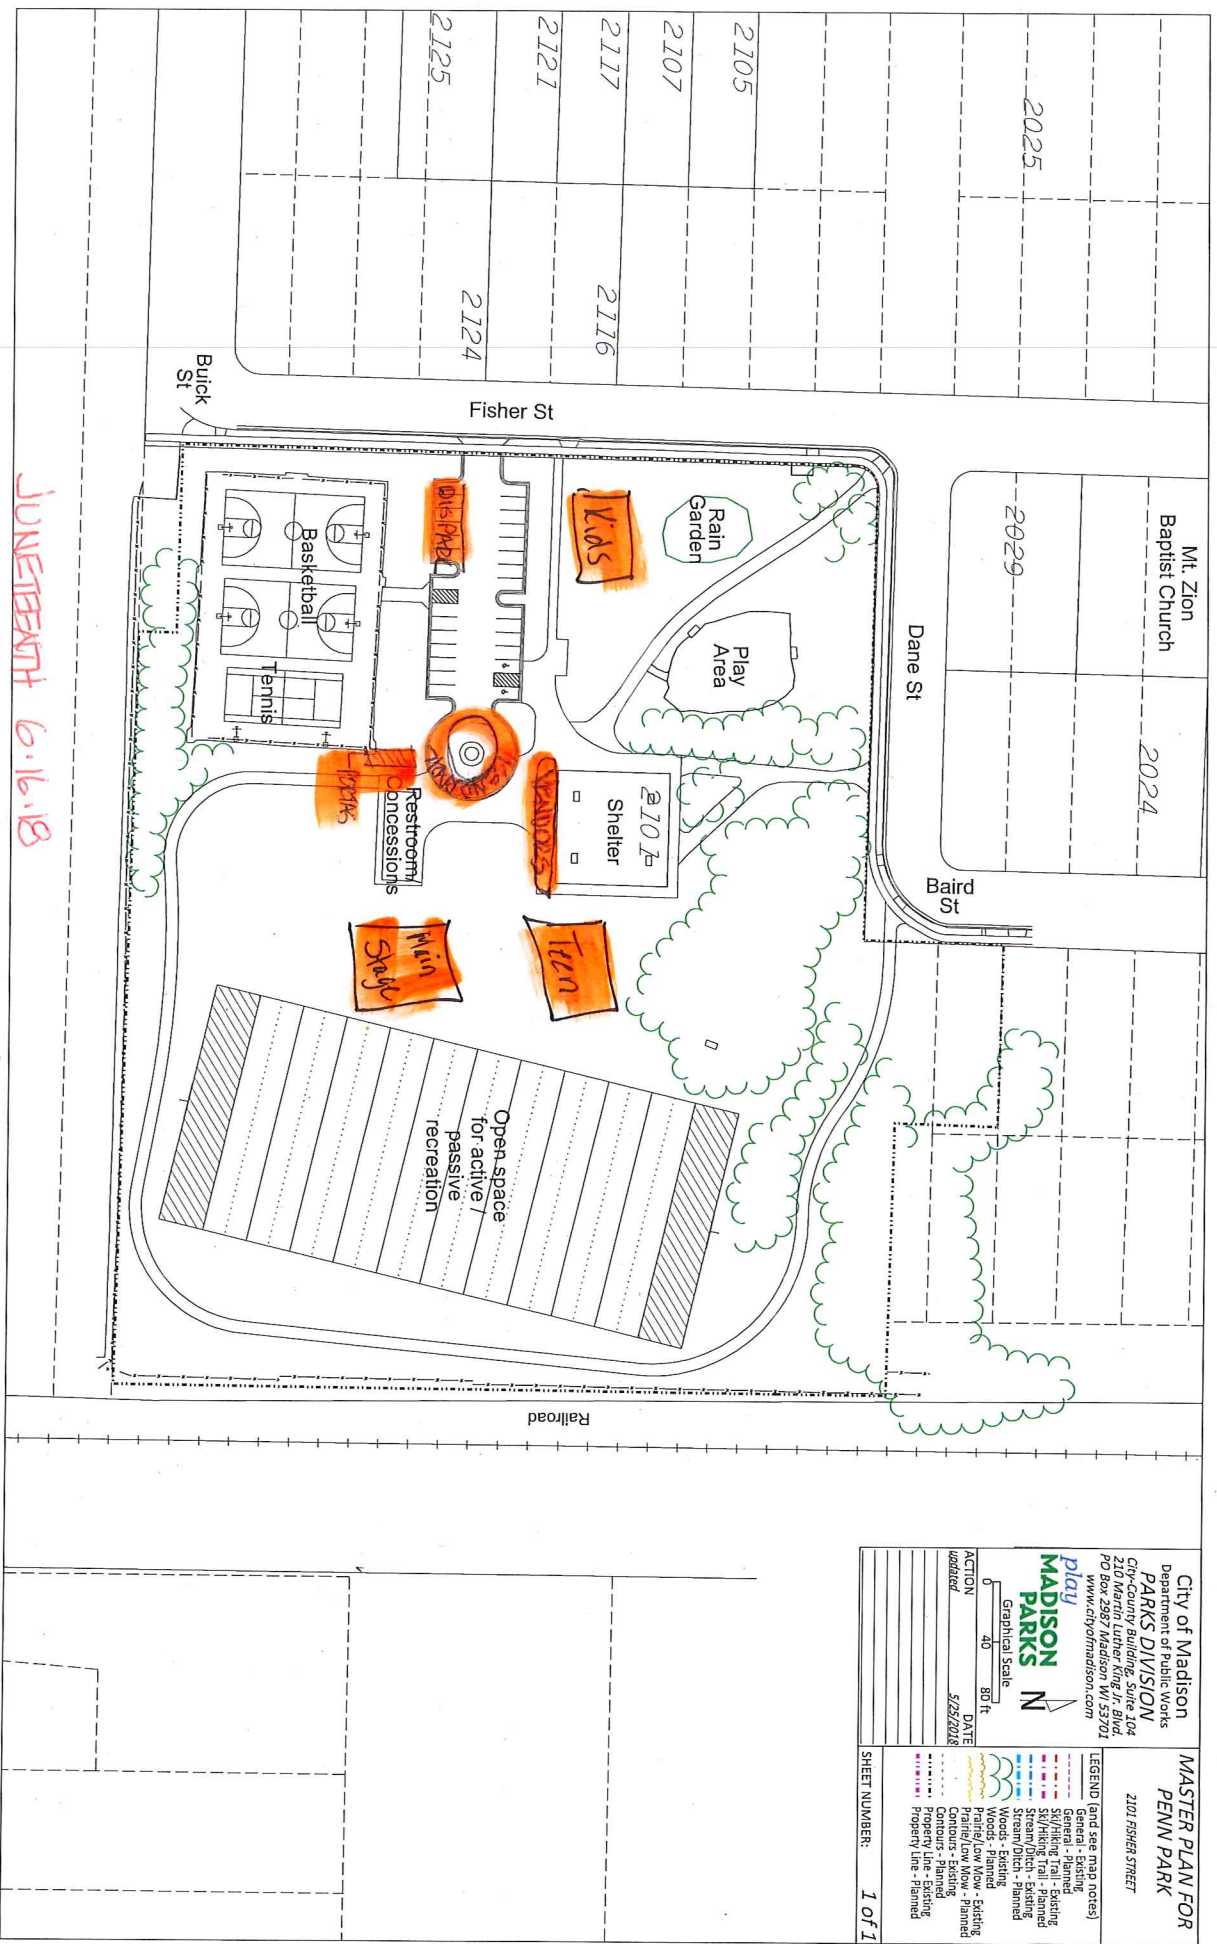 Mt. Zion
Baptist Church
2025
2024
2029
2105
2107
2117
2121
2125
2116
2124
Dane St
Baird
St
Fisher St
Buick
St
Rain
Garden
Play
Area
Kids
2101
Shelter
VENDORS
Teen
Basketball
Tennis
Restroom/
Concessions
Main
Stage
Open space
for active /
passive
recreation
Railroad
JUNETEENTH 6·16·18
City of Madison
Department of Public Works
PARKS DIVISION
City-County Building, Suite 104
210 Martin Luther King Jr. Blvd.
PO Box 2987 Madison WI 53701
www.cityofmadison.com
play
MADISON
PARKS
N
Graphical Scale
0 40 80 ft
ACTION DATE
updated 5/25/2018
MASTER PLAN FOR
PENN PARK
2101 FISHER STREET
LEGEND (and see map notes)
General - Existing
General - Planned
Ski/Hiking Trail - Existing
Ski/Hiking Trail - Planned
Stream/Ditch - Existing
Stream/Ditch - Planned
Woods - Existing
Woods - Planned
Prairie/Low Mow - Existing
Prairie/Low Mow - Planned
Contours - Existing
Contours - Planned
Property Line - Existing
Property Line - Planned
SHEET NUMBER: 1 of 1